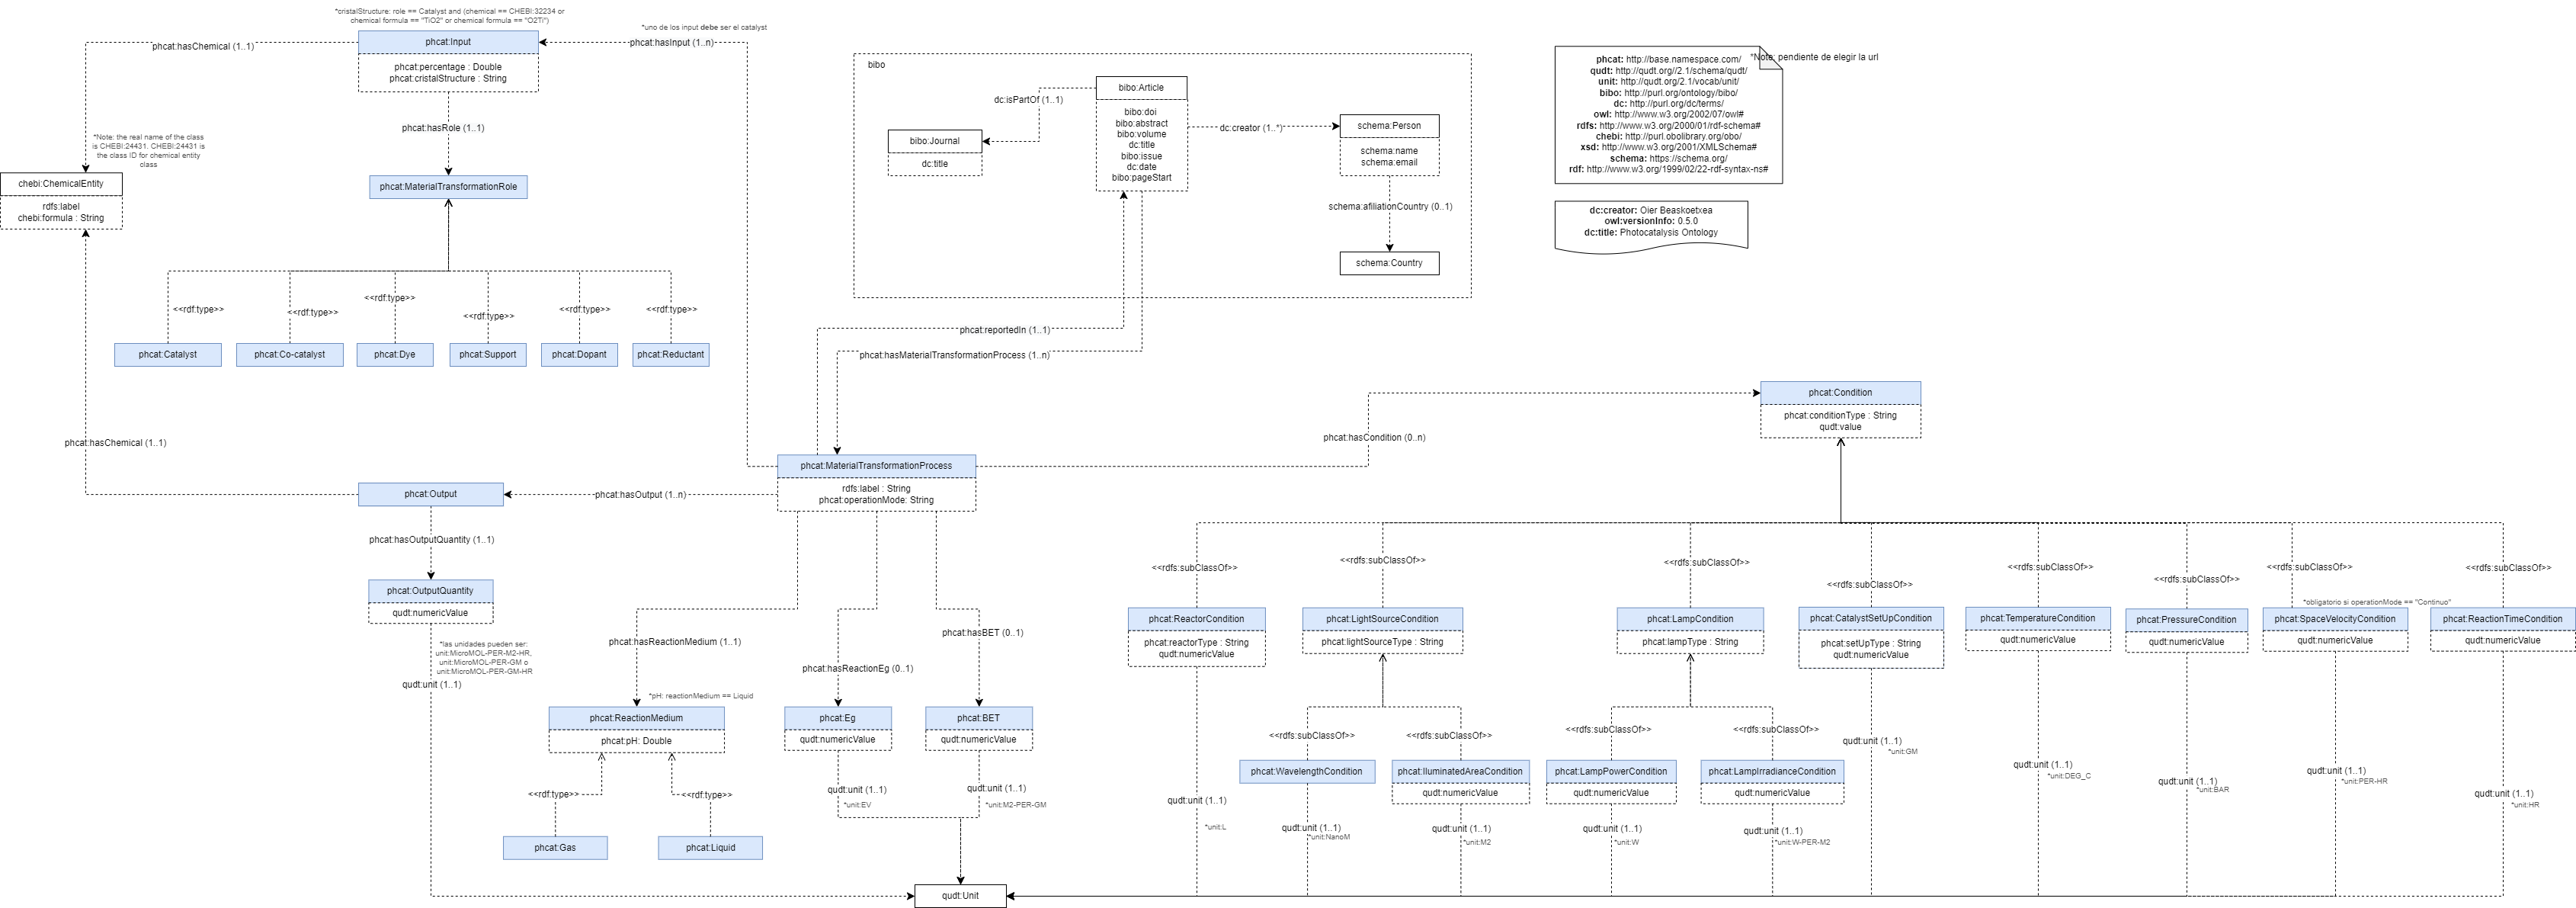 *cristalStructure: role == Catalyst and (chemical == CHEBI:32234 or
chemical formula == "TiO2" or chemical formula == "O2Ti")
*uno de los input debe ser el catalyst
phcat:Input
phcat:percentage : Double
phcat:cristalStructure : String
phcat:hasChemical (1..1)
phcat:hasInput (1..n)
phcat:hasRole (1..1)
*Note: the real name of the class
is CHEBI:24431. CHEBI:24431 is
the class ID for chemical entity
class
chebi:ChemicalEntity
rdfs:label
chebi:formula : String
phcat:MaterialTransformationRole
<<rdf:type>>
<<rdf:type>>
<<rdf:type>>
<<rdf:type>>
<<rdf:type>>
<<rdf:type>>
phcat:Catalyst
phcat:Co-catalyst
phcat:Dye
phcat:Support
phcat:Dopant
phcat:Reductant
bibo
bibo:Article
bibo:doi
bibo:abstract
bibo:volume
dc:title
bibo:issue
dc:date
bibo:pageStart
dc:isPartOf (1..1)
bibo:Journal
dc:title
dc:creator (1..*)
schema:Person
schema:name
schema:email
schema:afiliationCountry (0..1)
schema:Country
phcat: http://base.namespace.com/
qudt: http://qudt.org//2.1/schema/qudt/
unit: http://qudt.org/2.1/vocab/unit/
bibo: http://purl.org/ontology/bibo/
dc: http://purl.org/dc/terms/
owl: http://www.w3.org/2002/07/owl#
rdfs: http://www.w3.org/2000/01/rdf-schema#
chebi: http://purl.obolibrary.org/obo/
xsd: http://www.w3.org/2001/XMLSchema#
schema: https://schema.org/
rdf: http://www.w3.org/1999/02/22-rdf-syntax-ns#
*Note: pendiente de elegir la url
dc:creator: Oier Beaskoetxea
owl:versionInfo: 0.5.0
dc:title: Photocatalysis Ontology
phcat:reportedIn (1..1)
phcat:hasMaterialTransformationProcess (1..n)
phcat:hasChemical (1..1)
phcat:MaterialTransformationProcess
rdfs:label : String
phcat:operationMode: String
phcat:hasCondition (0..n)
phcat:Condition
phcat:conditionType : String
qudt:value
phcat:Output
phcat:hasOutput (1..n)
phcat:hasOutputQuantity (1..1)
phcat:OutputQuantity
qudt:numericValue
*las unidades pueden ser:
unit:MicroMOL-PER-M2-HR,
unit:MicroMOL-PER-GM o
unit:MicroMOL-PER-GM-HR
qudt:unit (1..1)
phcat:hasReactionMedium (1..1)
phcat:hasReactionEg (0..1)
phcat:hasBET (0..1)
*pH: reactionMedium == Liquid
phcat:ReactionMedium
phcat:pH: Double
<<rdf:type>>
<<rdf:type>>
phcat:Gas
phcat:Liquid
phcat:Eg
qudt:numericValue
qudt:unit (1..1)
*unit:EV
phcat:BET
qudt:numericValue
qudt:unit (1..1)
*unit:M2-PER-GM
qudt:Unit
<<rdfs:subClassOf>>
<<rdfs:subClassOf>>
<<rdfs:subClassOf>>
<<rdfs:subClassOf>>
<<rdfs:subClassOf>>
<<rdfs:subClassOf>>
<<rdfs:subClassOf>>
<<rdfs:subClassOf>>
*obligatorio si operationMode == "Continuo"
phcat:ReactorCondition
phcat:reactorType : String
qudt:numericValue
phcat:LightSourceCondition
phcat:lightSourceType : String
phcat:LampCondition
phcat:lampType : String
phcat:CatalystSetUpCondition
phcat:setUpType : String
qudt:numericValue
phcat:TemperatureCondition
qudt:numericValue
phcat:PressureCondition
qudt:numericValue
phcat:SpaceVelocityCondition
qudt:numericValue
phcat:ReactionTimeCondition
qudt:numericValue
<<rdfs:subClassOf>>
<<rdfs:subClassOf>>
<<rdfs:subClassOf>>
<<rdfs:subClassOf>>
phcat:WavelengthCondition
phcat:IluminatedAreaCondition
qudt:numericValue
phcat:LampPowerCondition
qudt:numericValue
phcat:LampIrradianceCondition
qudt:numericValue
qudt:unit (1..1)
*unit:L
qudt:unit (1..1)
*unit:NanoM
qudt:unit (1..1)
*unit:M2
qudt:unit (1..1)
*unit:W
qudt:unit (1..1)
*unit:W-PER-M2
qudt:unit (1..1)
*unit:GM
qudt:unit (1..1)
*unit:DEG_C
qudt:unit (1..1)
*unit:BAR
qudt:unit (1..1)
*unit:PER-HR
qudt:unit (1..1)
*unit:HR